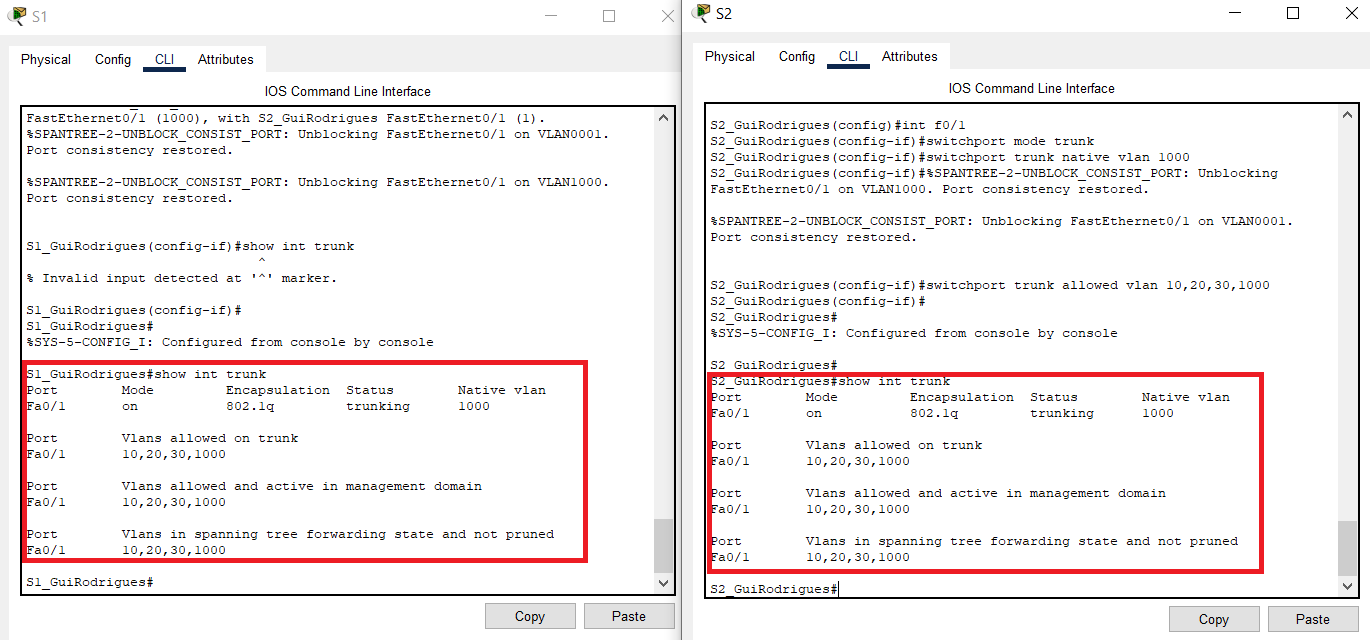 S1
Physical Config CLI Attributes
IOS Command Line Interface
FastEthernet0/1 (1000), with S2_GuiRodrigues FastEthernet0/1 (1).
%SPANTREE-2-UNBLOCK_CONSIST_PORT: Unblocking FastEthernet0/1 on VLAN0001.
Port consistency restored.
%SPANTREE-2-UNBLOCK_CONSIST_PORT: Unblocking FastEthernet0/1 on VLAN1000.
Port consistency restored.
S1_GuiRodrigues(config-if)#show int trunk
^
% Invalid input detected at '^' marker.
S1_GuiRodrigues(config-if)#
S1_GuiRodrigues#
%SYS-5-CONFIG_I: Configured from console by console
S1_GuiRodrigues#show int trunk
Port Mode Encapsulation Status Native vlan
Fa0/1 on 802.1q trunking 1000
Port Vlans allowed on trunk
Fa0/1 10,20,30,1000
Port Vlans allowed and active in management domain
Fa0/1 10,20,30,1000
Port Vlans in spanning tree forwarding state and not pruned
Fa0/1 10,20,30,1000
S1_GuiRodrigues#
Copy Paste
S2
Physical Config CLI Attributes
IOS Command Line Interface
S2_GuiRodrigues(config)#int f0/1
S2_GuiRodrigues(config-if)#switchport mode trunk
S2_GuiRodrigues(config-if)#switchport trunk native vlan 1000
S2_GuiRodrigues(config-if)#%SPANTREE-2-UNBLOCK_CONSIST_PORT: Unblocking
FastEthernet0/1 on VLAN1000. Port consistency restored.
%SPANTREE-2-UNBLOCK_CONSIST_PORT: Unblocking FastEthernet0/1 on VLAN0001.
Port consistency restored.
S2_GuiRodrigues(config-if)#switchport trunk allowed vlan 10,20,30,1000
S2_GuiRodrigues(config-if)#
S2_GuiRodrigues#
%SYS-5-CONFIG_I: Configured from console by console
S2_GuiRodrigues#
S2_GuiRodrigues#show int trunk
Port Mode Encapsulation Status Native vlan
Fa0/1 on 802.1q trunking 1000
Port Vlans allowed on trunk
Fa0/1 10,20,30,1000
Port Vlans allowed and active in management domain
Fa0/1 10,20,30,1000
Port Vlans in spanning tree forwarding state and not pruned
Fa0/1 10,20,30,1000
S2_GuiRodrigues#
Copy Paste